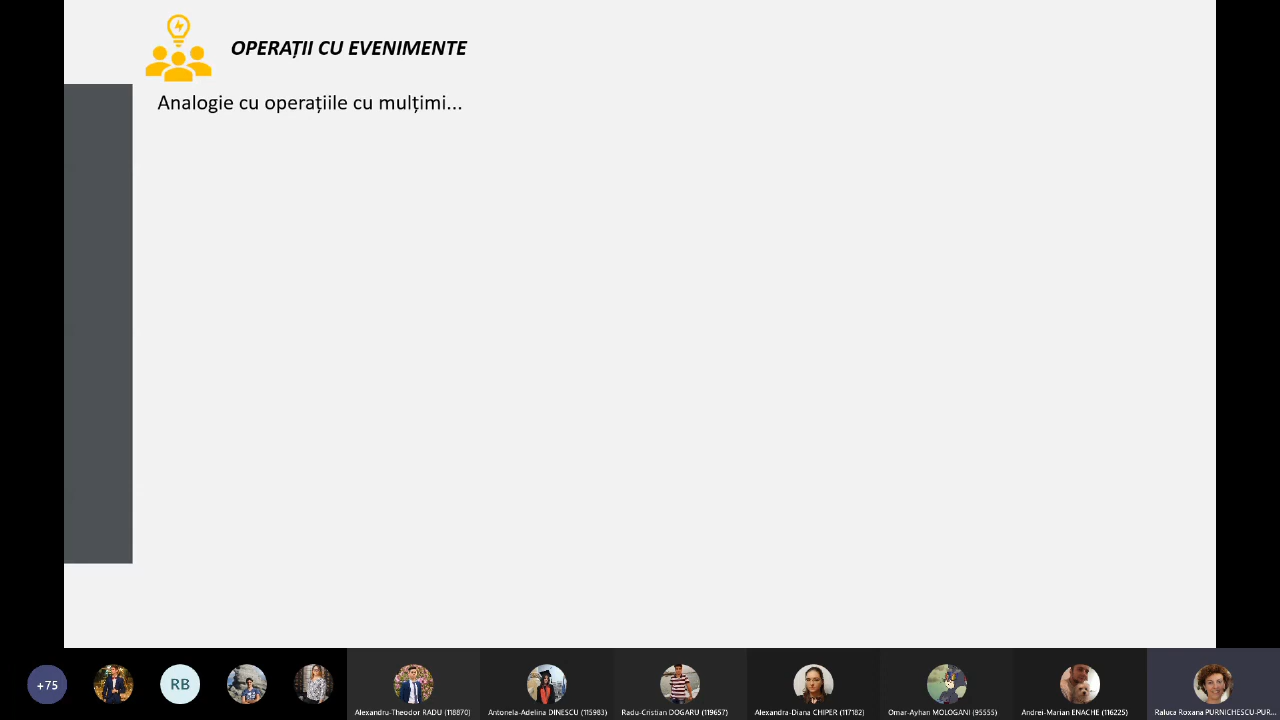 OPERAȚII CU EVENIMENTE
Analogie cu operațiile cu mulțimi...
+75
RB
Alexandru-Theodor RADU (118870)
Antonela-Adelina DINESCU (115983)
Radu-Cristian DOGARU (119657)
Alexandra-Diana CHIPER (117182)
Omar-Ayhan MOLOGANI (95555)
Andrei-Marian ENACHE (116225)
Raluca Roxana PURNICHESCU-PUR...